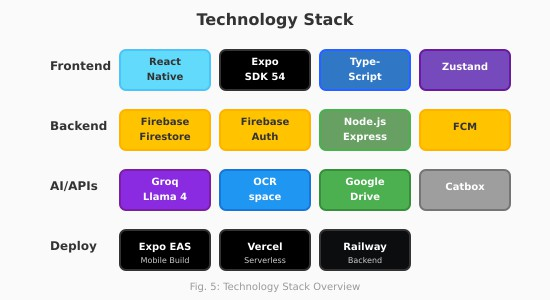 Technology Stack
Frontend
React
Native
Expo
SDK 54
Type-
Script
Zustand
Backend
Firebase
Firestore
Firebase
Auth
Node.js
Express
FCM
AI/APIs
Groq
Llama 4
OCR
space
Google
Drive
Catbox
Deploy
Expo EAS
Mobile Build
Vercel
Serverless
Railway
Backend
Fig. 5: Technology Stack Overview